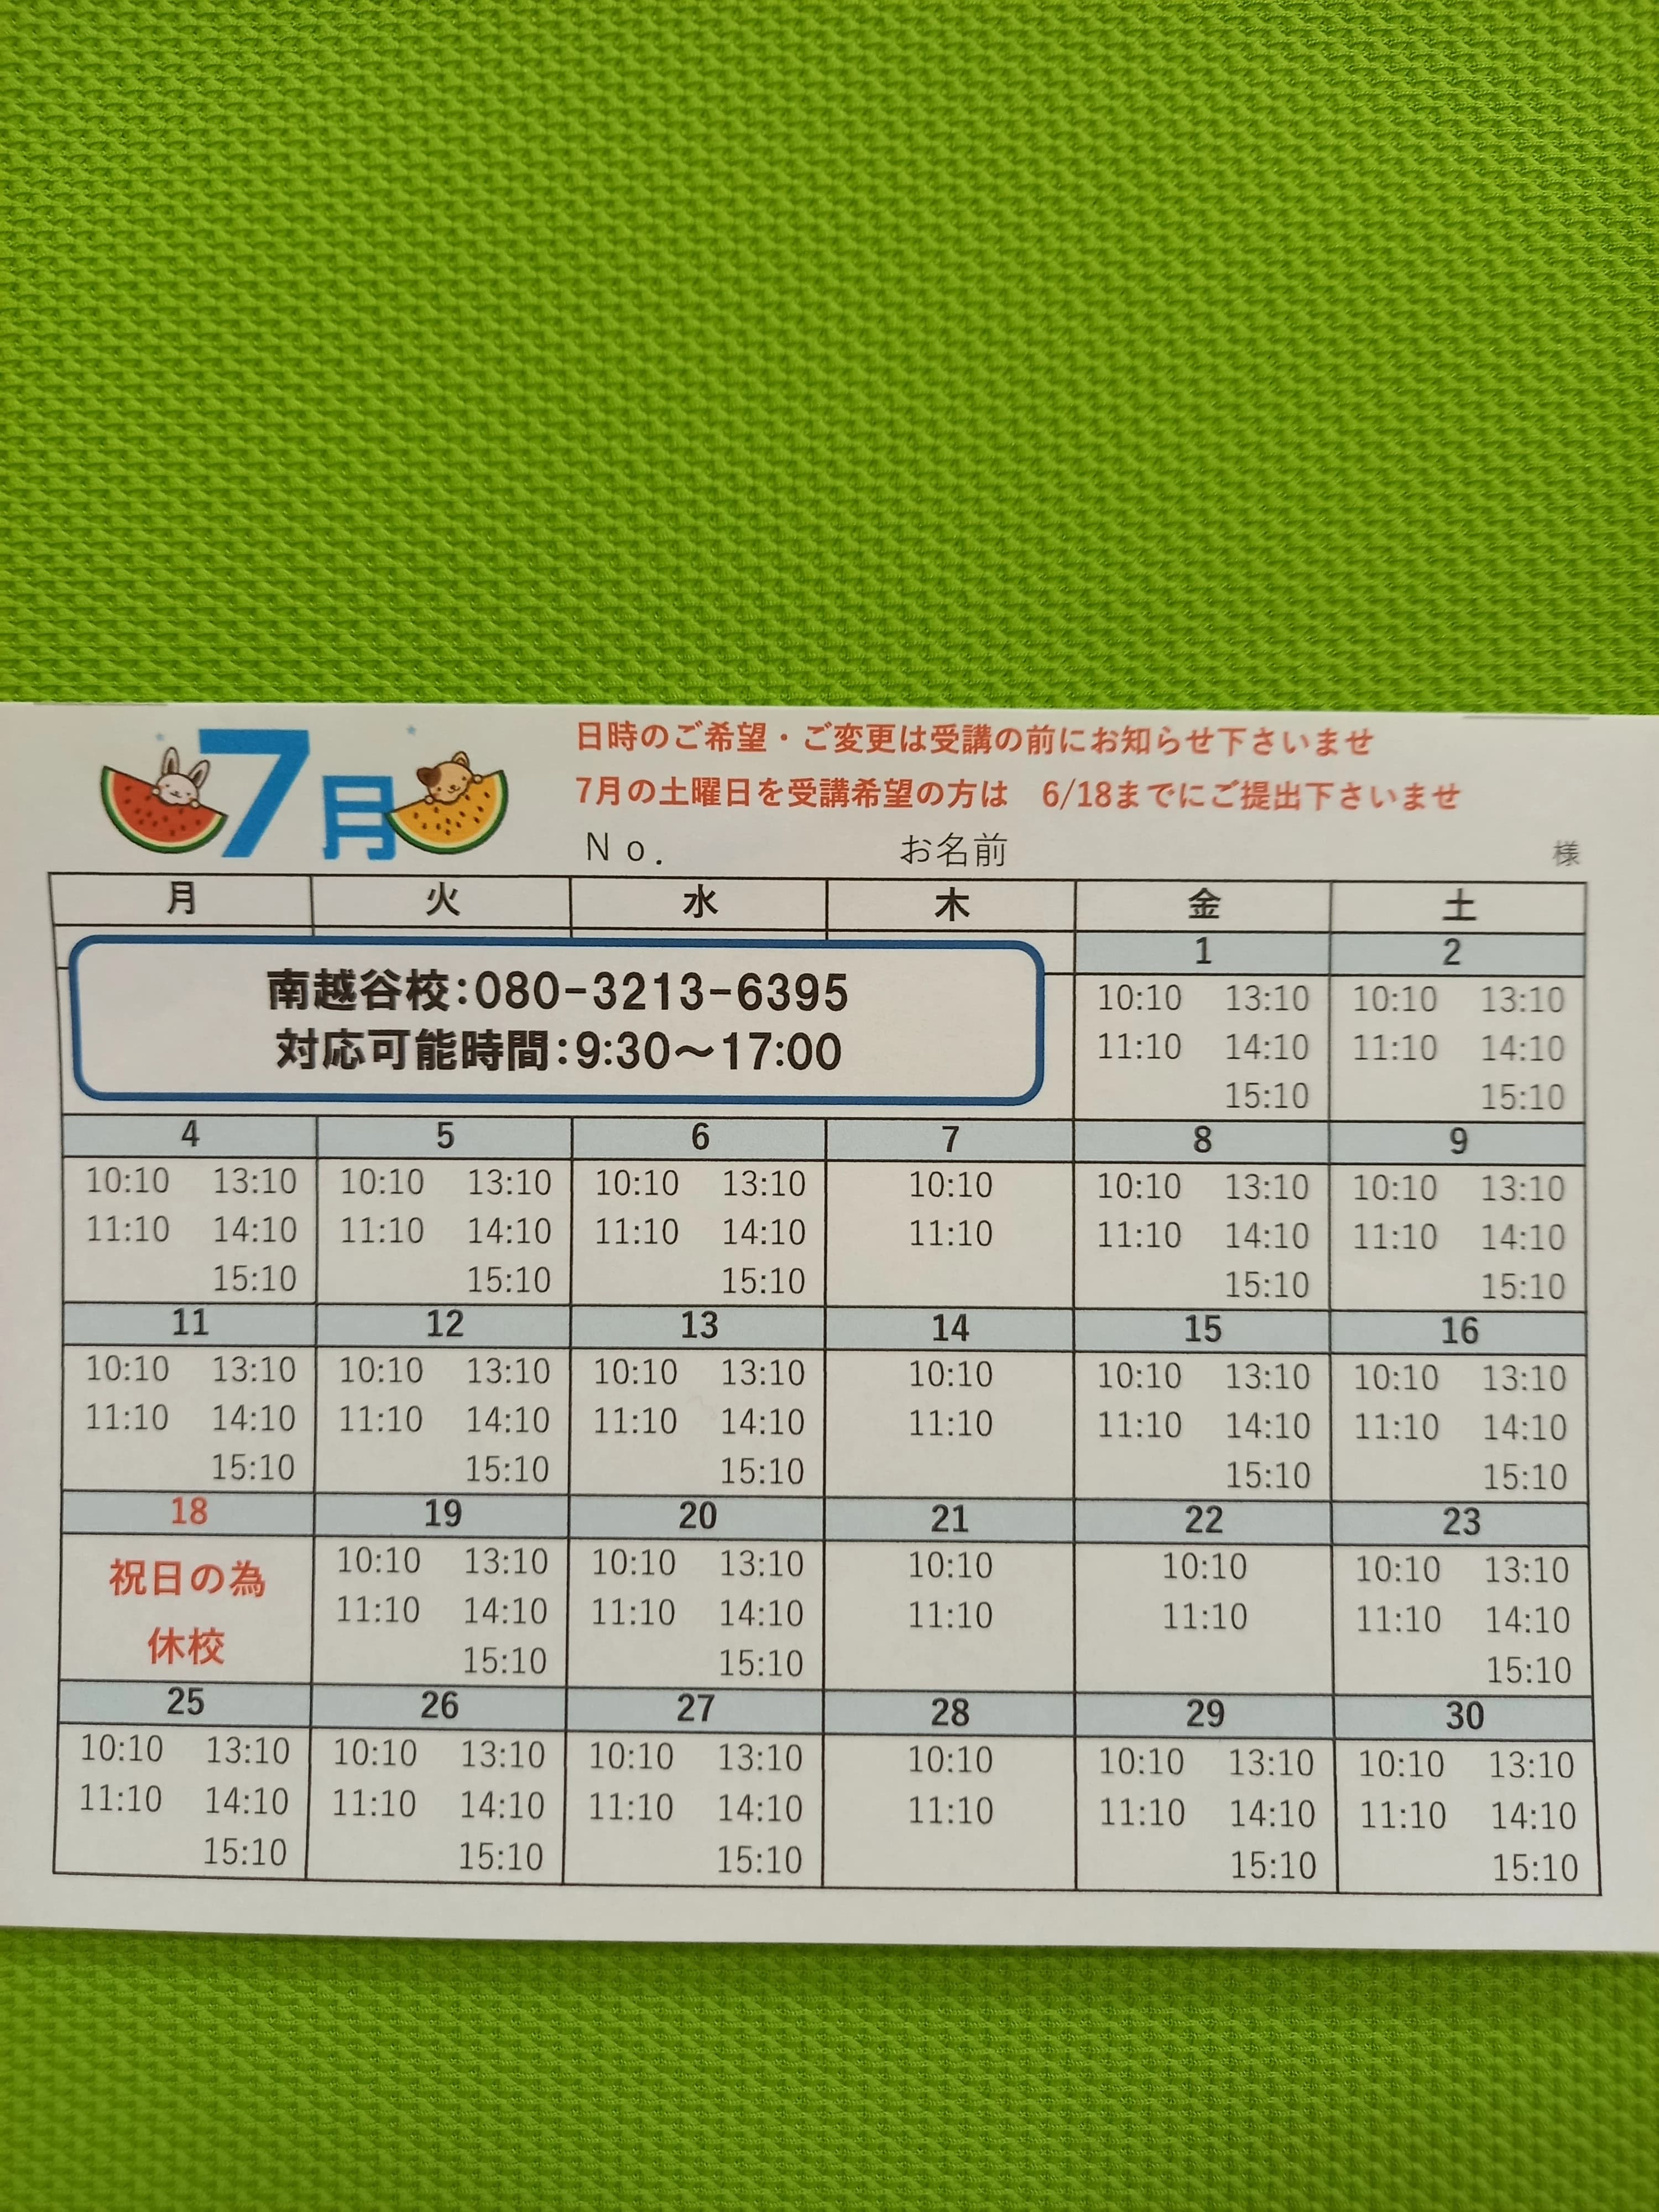 7月
日時のご希望・ご変更は受講の前にお知らせ下さいませ
7月の土曜日を受講希望の方は 6/18までにご提出下さいませ
No. お名前 様
月 火 水 木 金 土
南越谷校:080-3213-6395
対応可能時間:9:30～17:00
1 2
10:10 13:10 10:10 13:10
11:10 14:10 11:10 14:10
15:10 15:10
4 5 6 7 8 9
10:10 13:10 10:10 13:10 10:10 13:10 10:10 10:10 13:10 10:10 13:10
11:10 14:10 11:10 14:10 11:10 14:10 11:10 11:10 14:10 11:10 14:10
15:10 15:10 15:10 15:10 15:10
11 12 13 14 15 16
10:10 13:10 10:10 13:10 10:10 13:10 10:10 10:10 13:10 10:10 13:10
11:10 14:10 11:10 14:10 11:10 14:10 11:10 11:10 14:10 11:10 14:10
15:10 15:10 15:10 15:10 15:10
18 19 20 21 22 23
祝日の為 10:10 13:10 10:10 13:10 10:10 10:10 10:10 13:10
11:10 14:10 11:10 14:10 11:10 11:10 11:10 14:10
休校 15:10 15:10 15:10
25 26 27 28 29 30
10:10 13:10 10:10 13:10 10:10 13:10 10:10 10:10 13:10 10:10 13:10
11:10 14:10 11:10 14:10 11:10 14:10 11:10 11:10 14:10 11:10 14:10
15:10 15:10 15:10 15:10 15:10